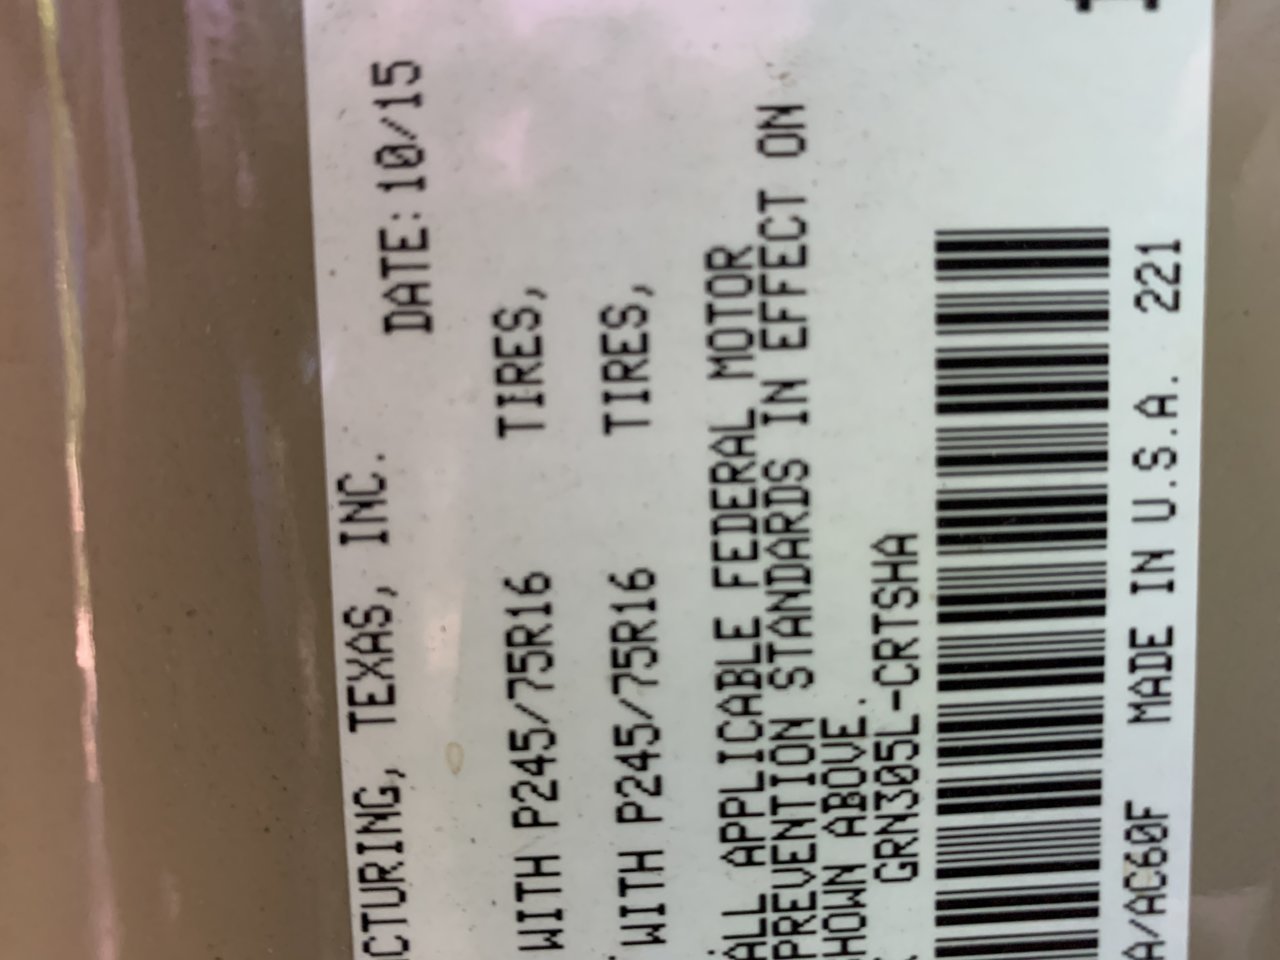 CTURING, TEXAS, INC. DATE: 10/15
WITH P245/75R16 TIRES,
WITH P245/75R16 TIRES,
ALL APPLICABLE FEDERAL MOTOR
PREVENTION STANDARDS IN EFFECT ON
HOWN ABOVE.
GRN305L-CRTSHA
A/AC60F MADE IN U.S.A. 221